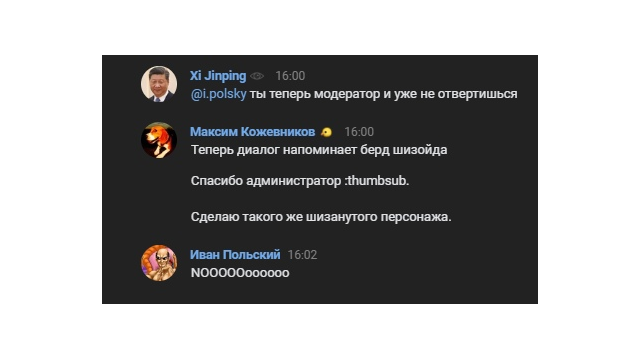 Xi Jinping 16:00
@i.polsky ты теперь модератор и уже не отвертишься
Максим Кожевников 16:00
Теперь диалог напоминает берд шизойда
Спасибо администратор :thumbsub.
Сделаю такого же шизанутого персонажа.
Иван Польский 16:02
NOOOOOoooooo